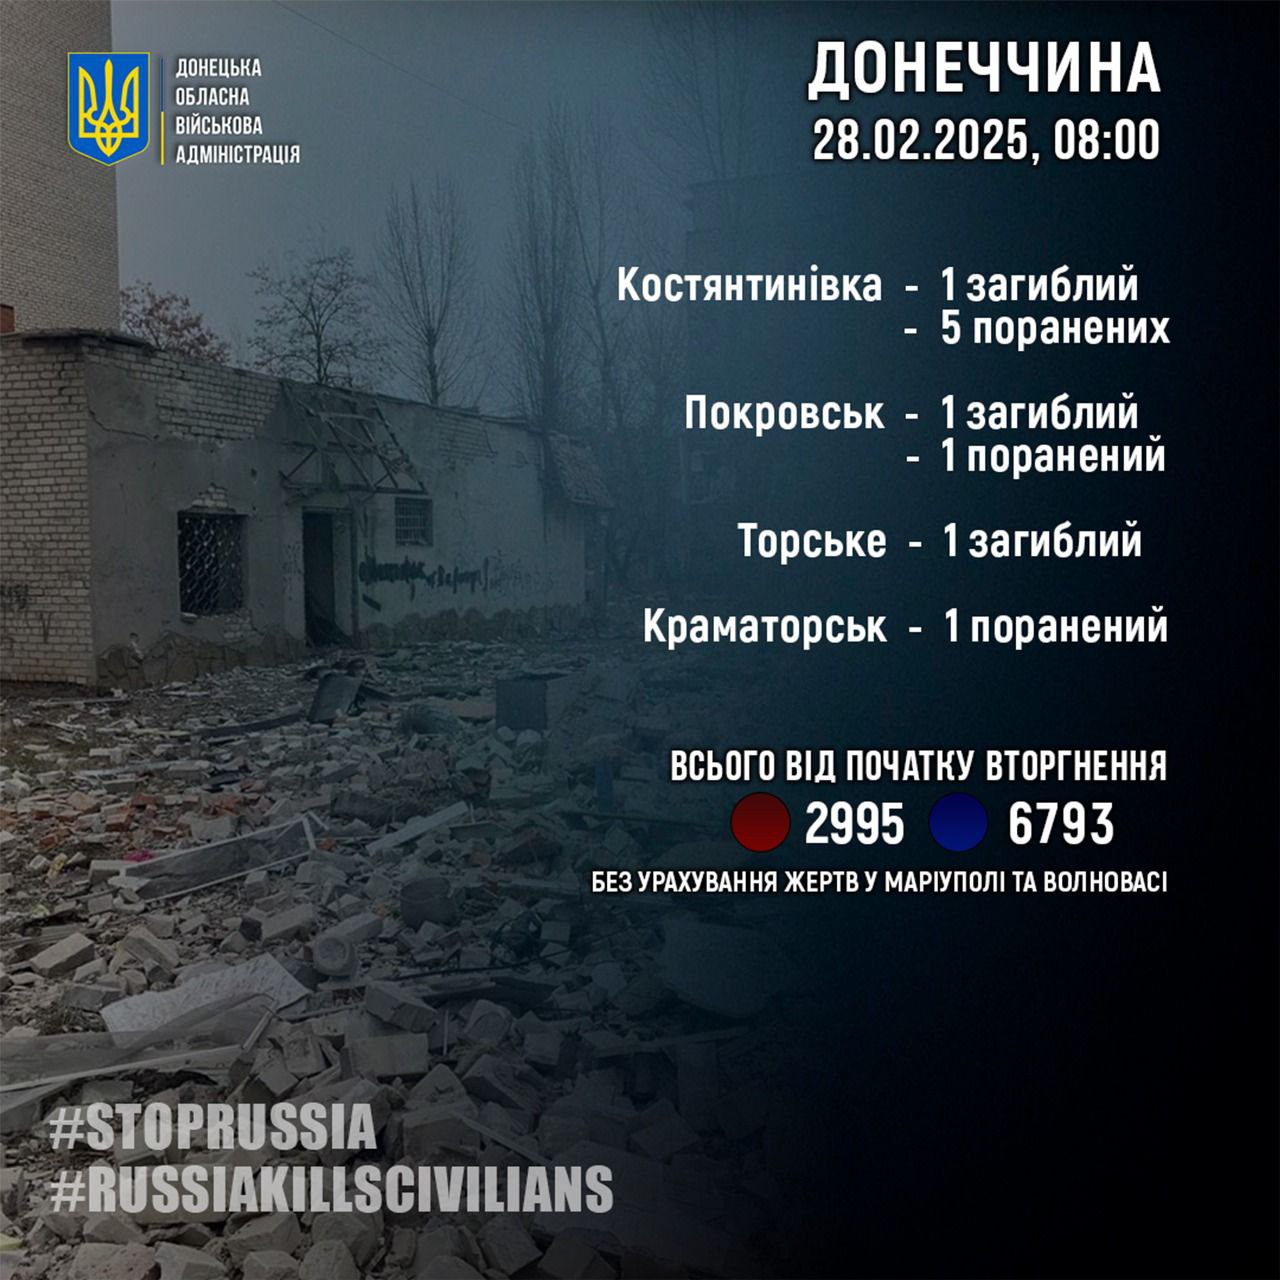 ДОНЕЦЬКА
ОБЛАСНА
ВІЙСЬКОВА
АДМІНІСТРАЦІЯ
ДОНЕЧЧИНА
28.02.2025, 08:00
Костянтинівка - 1 загиблий
- 5 поранених
Покровськ - 1 загиблий
- 1 поранений
Торське - 1 загиблий
Краматорськ - 1 поранений
ВСЬОГО ВІД ПОЧАТКУ ВТОРГНЕННЯ
2995 6793
БЕЗ УРАХУВАННЯ ЖЕРТВ У МАРІУПОЛІ ТА ВОЛНОВАСІ
#STOPRUSSIA
#RUSSIAKILLSCIVILIANS